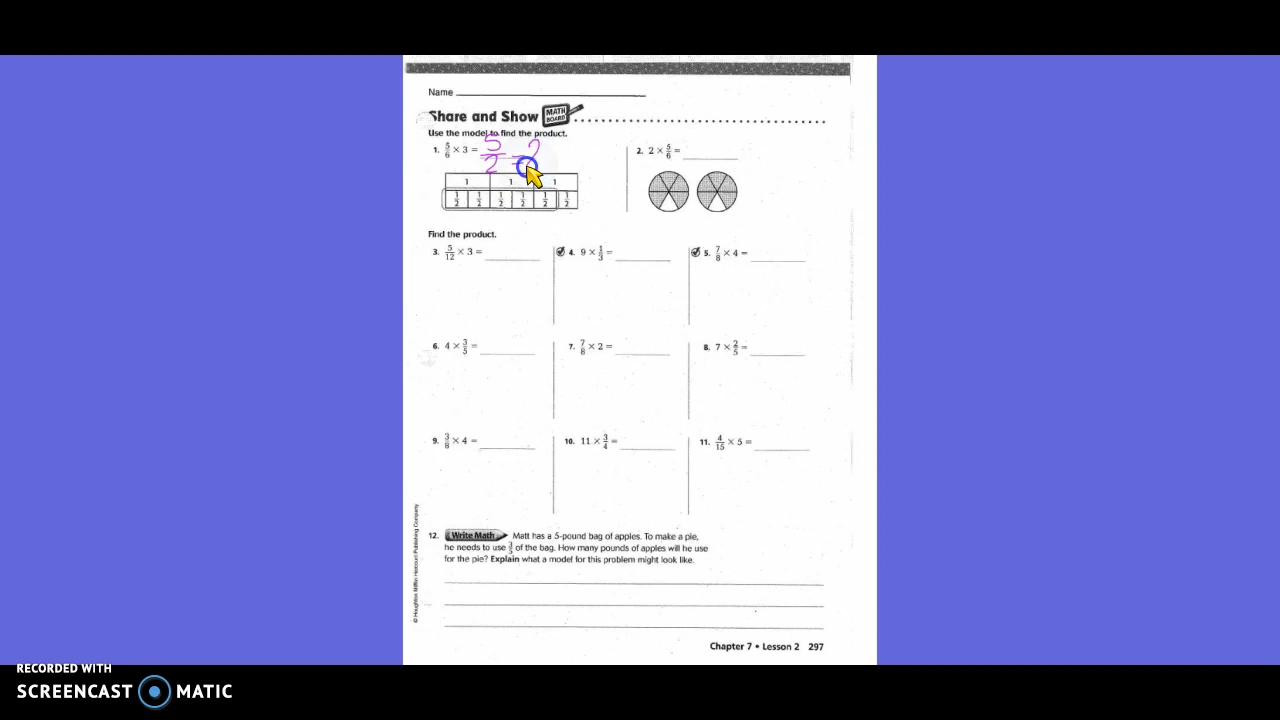 Name
Share and Show MATH BOARD
Use the model to find the product.
1. 5/6 × 3 = 5/2 = 2
1 1 1
1/2 1/2 1/2 1/2 1/2 1/2
2. 2 × 5/6 =
Find the product.
3. 5/12 × 3 =
4. 9 × 1/3 =
5. 7/8 × 4 =
6. 4 × 3/5 =
7. 7/8 × 2 =
8. 7 × 2/5 =
9. 3/8 × 4 =
10. 11 × 3/4 =
11. 4/15 × 5 =
12. Write Math Matt has a 5-pound bag of apples. To make a pie,
he needs to use 3/5 of the bag. How many pounds of apples will he use
for the pie? Explain what a model for this problem might look like.
© Houghton Mifflin Harcourt Publishing Company
Chapter 7 • Lesson 2 297
RECORDED WITH
SCREENCAST MATIC